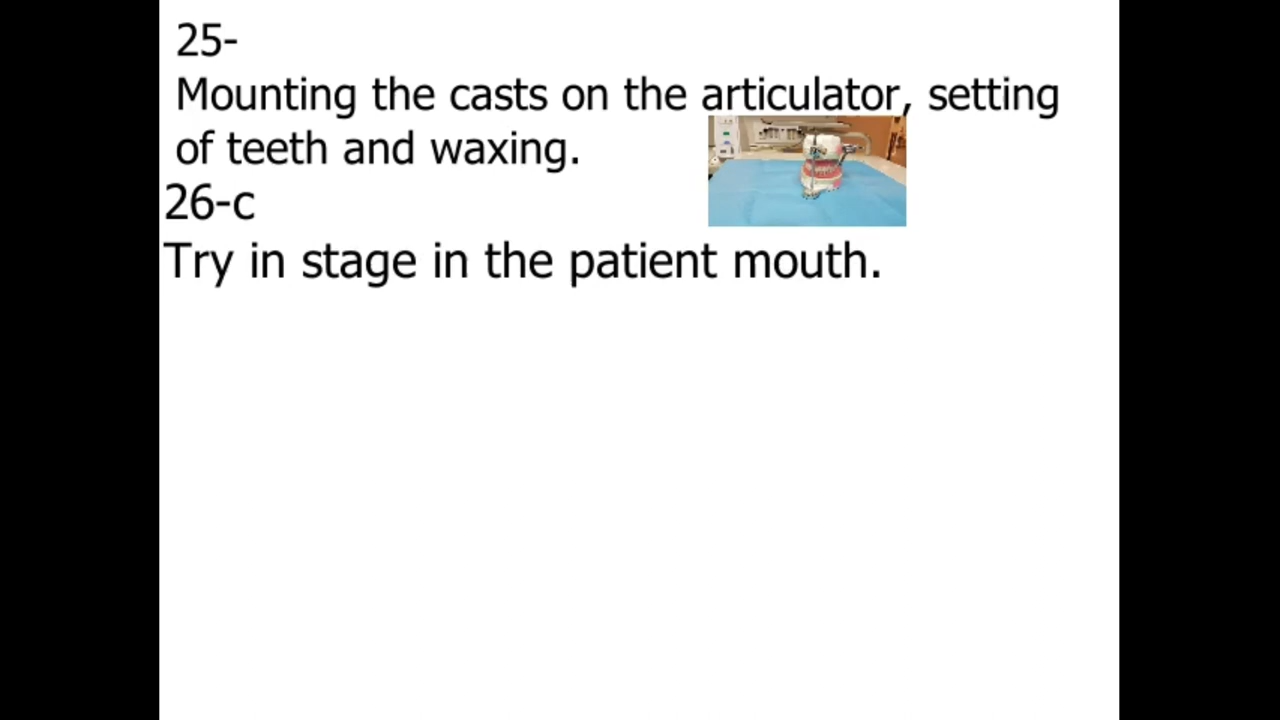 25-
Mounting the casts on the articulator, setting
of teeth and waxing.
26-c
Try in stage in the patient mouth.